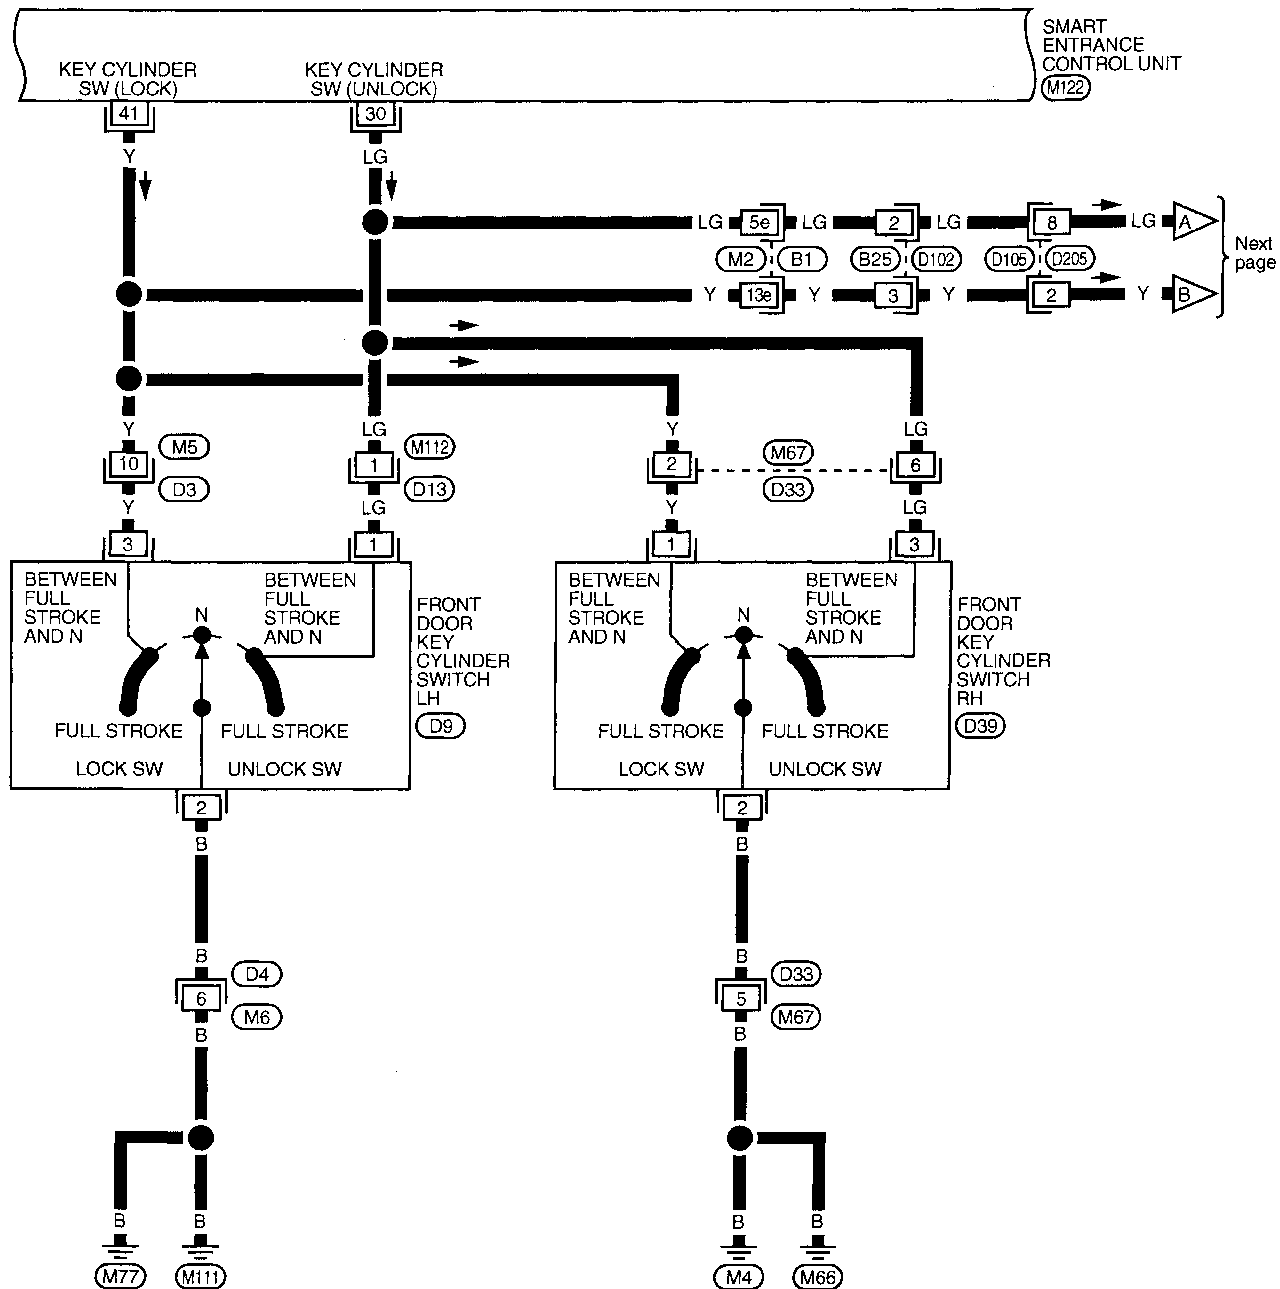 SMART
ENTRANCE
CONTROL UNIT
M122
KEY CYLINDER
SW (LOCK)
KEY CYLINDER
SW (UNLOCK)
41
30
Y
LG
LG
5e
LG
2
LG
8
LG
A
M2
B1
B25
D102
D105
D205
Next
page
Y
13e
Y
3
Y
2
Y
B
Y
LG
Y
LG
10
M5
D3
1
M112
D13
2
M67
D33
6
Y
LG
Y
LG
3
1
1
3
BETWEEN
FULL
STROKE
AND N
N
BETWEEN
FULL
STROKE
AND N
FULL STROKE
FULL STROKE
LOCK SW
UNLOCK SW
FRONT
DOOR
KEY
CYLINDER
SWITCH
LH
D9
BETWEEN
FULL
STROKE
AND N
N
BETWEEN
FULL
STROKE
AND N
FULL STROKE
FULL STROKE
LOCK SW
UNLOCK SW
FRONT
DOOR
KEY
CYLINDER
SWITCH
RH
D39
2
2
B
B
B
B
6
D4
M6
5
D33
M67
B
B
B
B
B
B
M77
M111
M4
M66